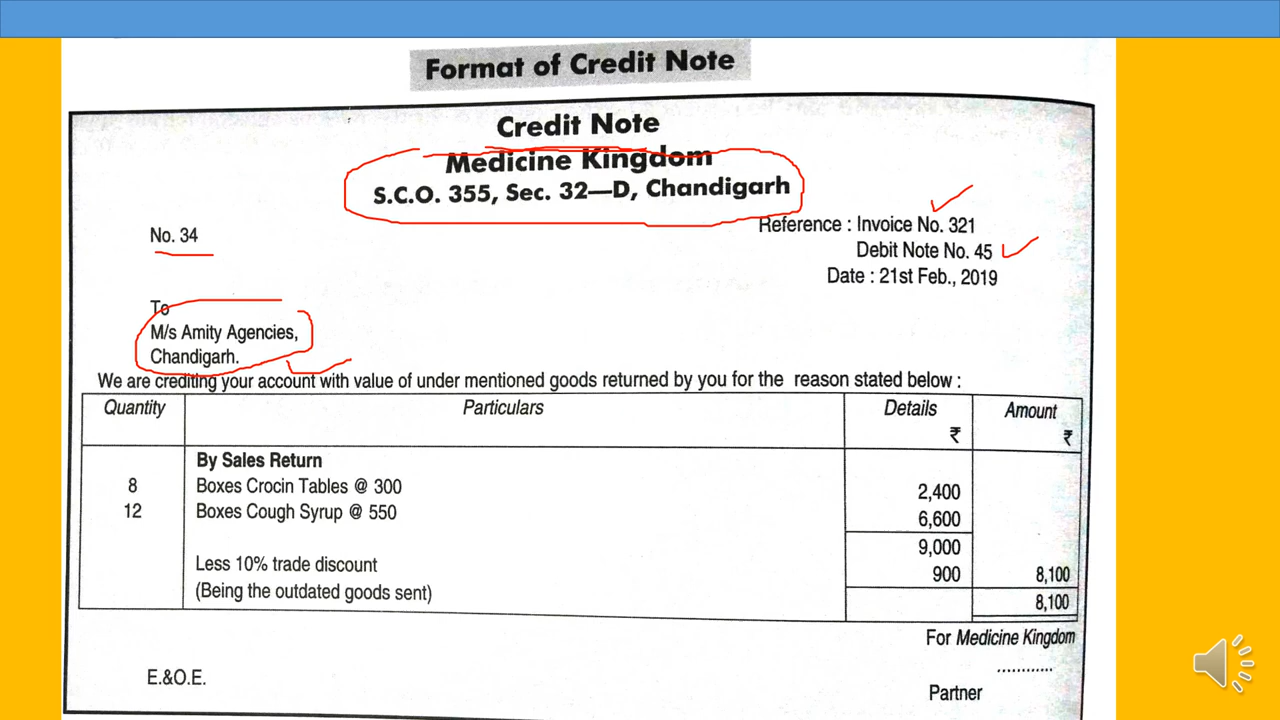 Format of Credit Note
Credit Note
Medicine Kingdom
S.C.O. 355, Sec. 32—D, Chandigarh
Reference : Invoice No. 321
No. 34
Debit Note No. 45
Date : 21st Feb., 2019
To
M/s Amity Agencies,
Chandigarh.
We are crediting your account with value of under mentioned goods returned by you for the reason stated below :
Quantity Particulars Details Amount
₹ ₹
By Sales Return
8 Boxes Crocin Tables @ 300 2,400
12 Boxes Cough Syrup @ 550 6,600
9,000
Less 10% trade discount 900 8,100
(Being the outdated goods sent) 8,100
For Medicine Kingdom
............
E.&O.E.
Partner